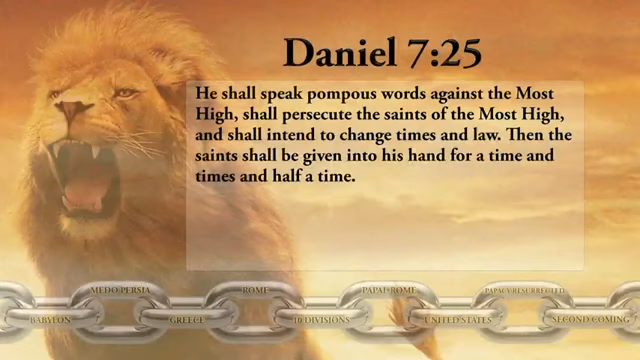 Daniel 7:25
He shall speak pompous words against the Most
High, shall persecute the saints of the Most High,
and shall intend to change times and law. Then the
saints shall be given into his hand for a time and
times and half a time.
MEDO-PERSIA ROME PAPAL ROME PAPACY RESURRECTED
BABYLON GREECE 10 DIVISIONS UNITED STATES SECOND COMING